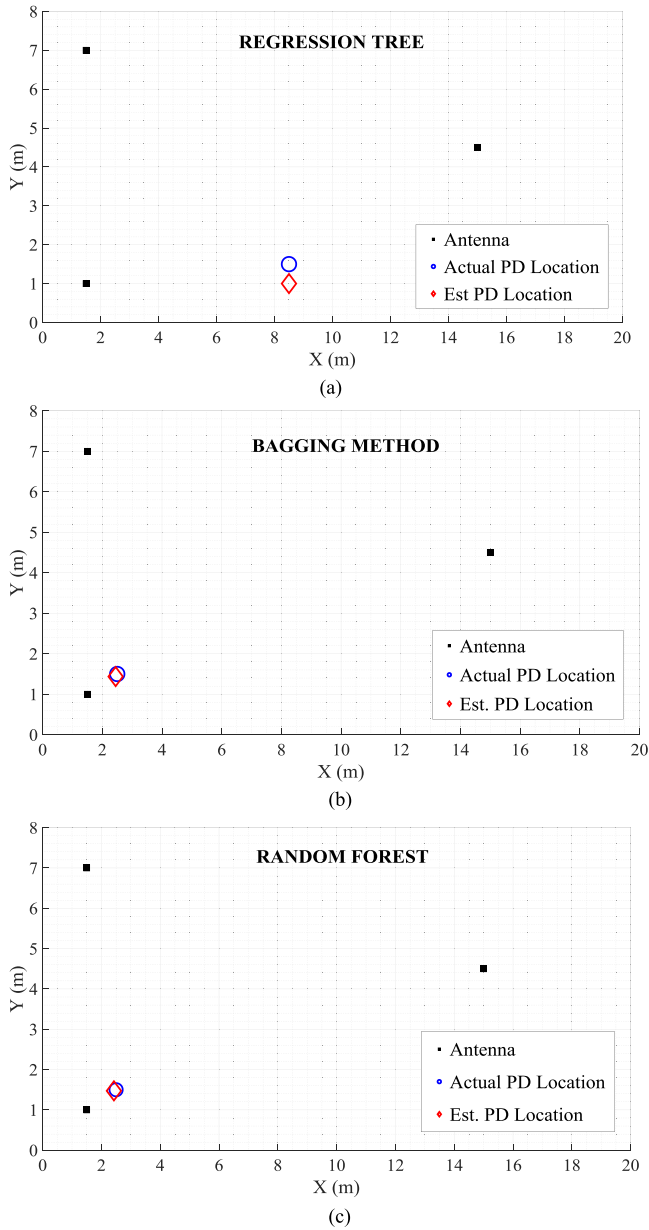 8
7
6
5
4
3
2
1
0
Y (m)
REGRESSION TREE
Antenna
Actual PD Location
Est PD Location
0 2 4 6 8 10 12 14 16 18 20
X (m)
(a)
8
7
6
5
4
3
2
1
0
Y (m)
BAGGING METHOD
Antenna
Actual PD Location
Est. PD Location
0 2 4 6 8 10 12 14 16 18 20
X (m)
(b)
8
7
6
5
4
3
2
1
0
Y (m)
RANDOM FOREST
Antenna
Actual PD Location
Est. PD Location
0 2 4 6 8 10 12 14 16 18 20
X (m)
(c)